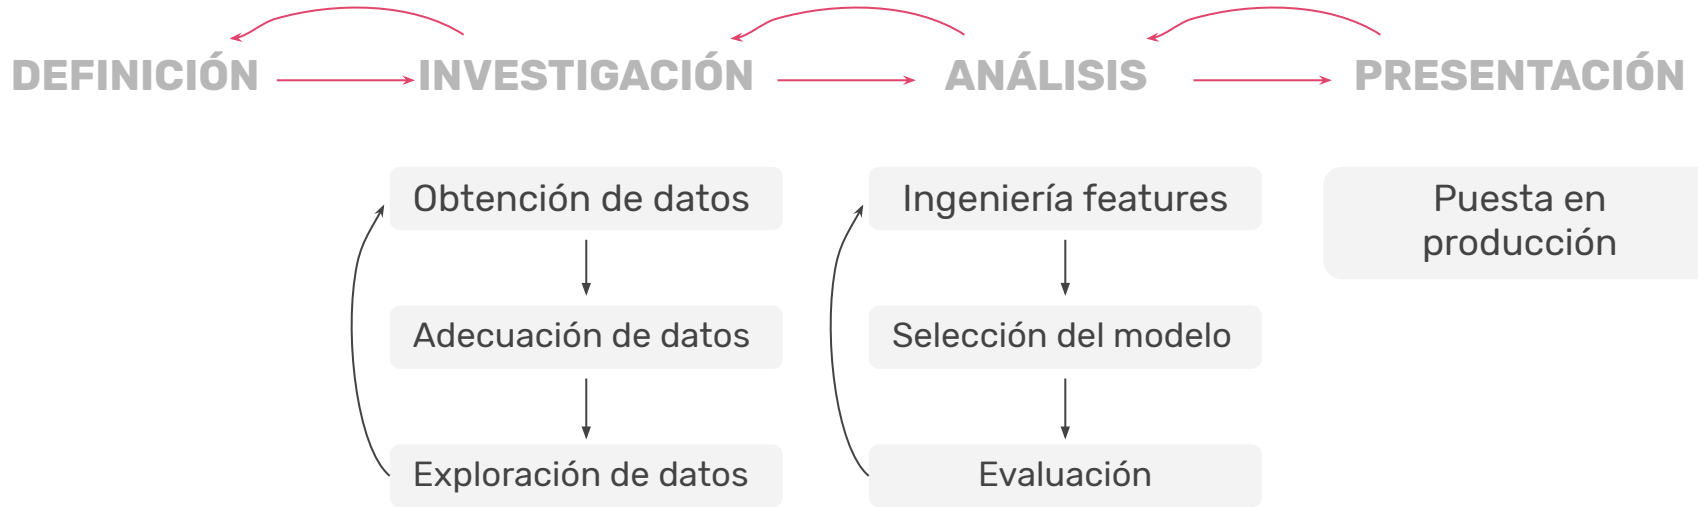 DEFINICIÓN
INVESTIGACIÓN
ANÁLISIS
PRESENTACIÓN
Obtención de datos
Adecuación de datos
Exploración de datos
Ingeniería features
Selección del modelo
Evaluación
Puesta en
producción